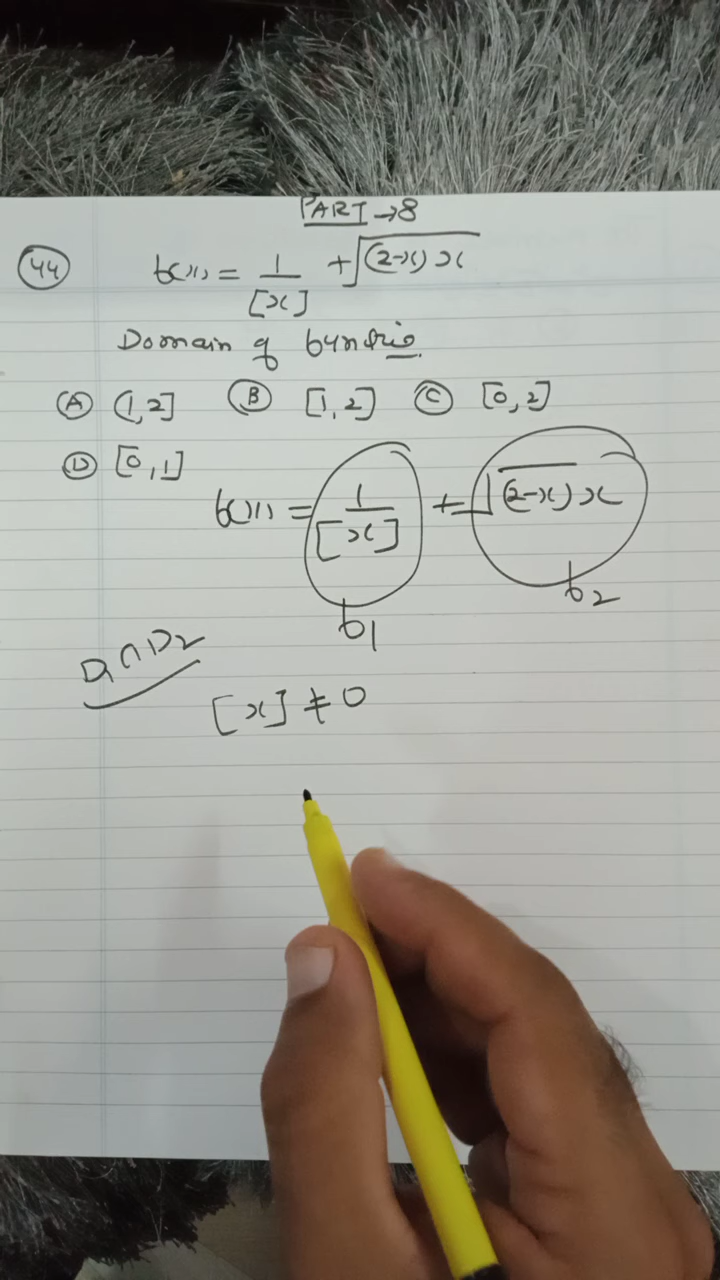 PART → 8
44 f(x) = 1/[x] + √(2-x)x
Domain of function.
A (1,2] B [1,2] C [0,2]
D [0,1]
f(x) = 1/[x] + √(2-x)x
f1 f2
D1 ∩ D2
[x] ≠ 0